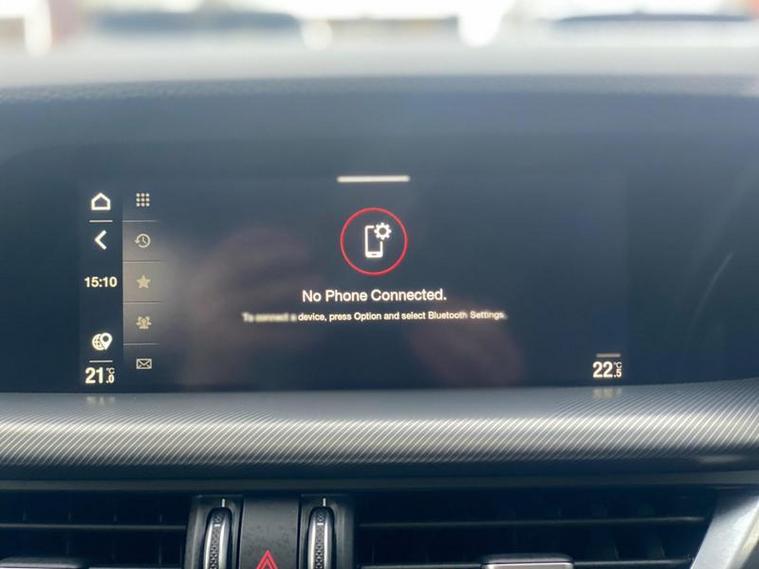 15:10
21.0°C
No Phone Connected.
To connect a device, press Option and select Bluetooth Settings.
22.5°C